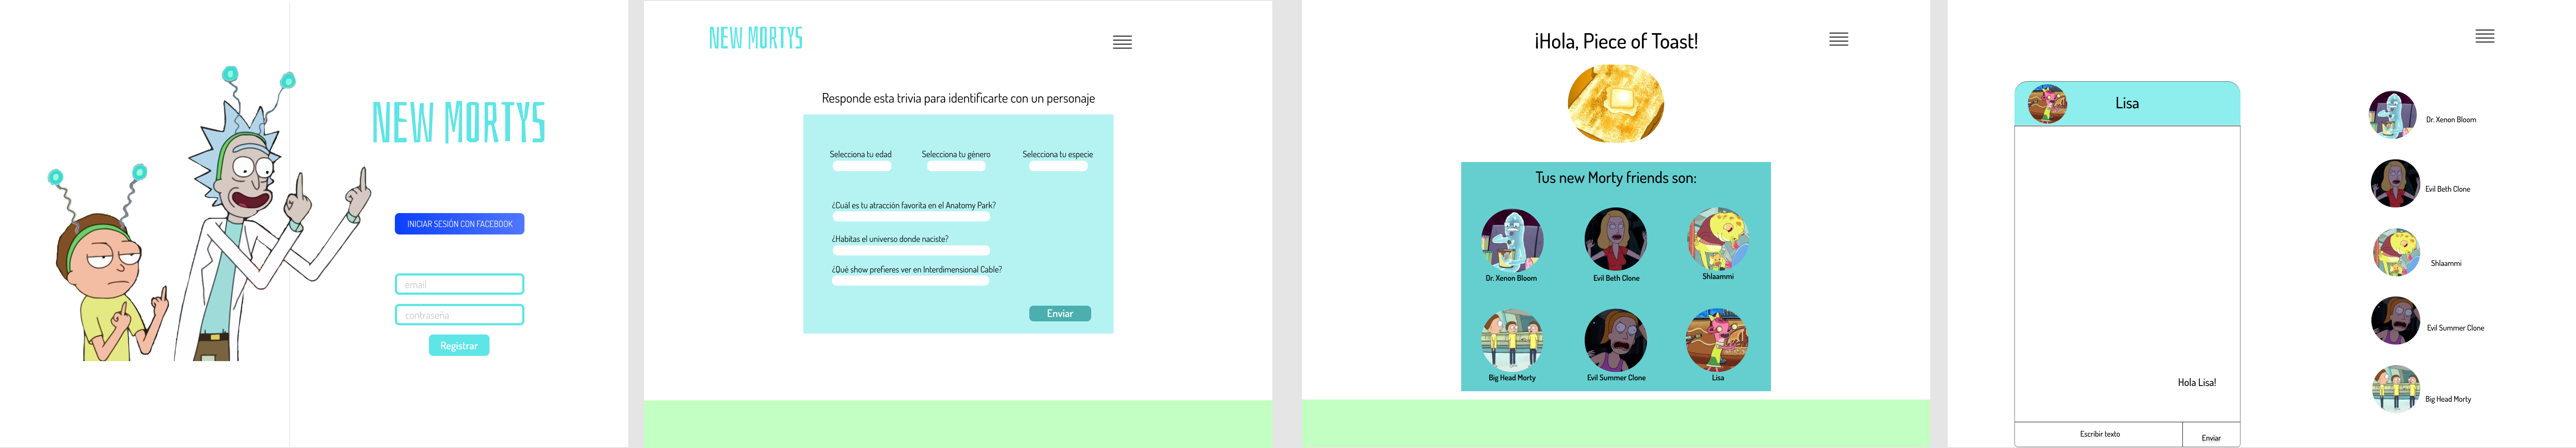 NEW MORTYS
INICIAR SESIÓN CON FACEBOOK
email
contraseña
Registrar
NEW MORTYS
Responde esta trivia para identificarte con un personaje
Selecciona tu edad
Selecciona tu género
Selecciona tu especie
¿Cuál es tu atracción favorita en el Anatomy Park?
¿Habitas el universo donde naciste?
¿Qué show prefieres ver en Interdimensional Cable?
Enviar
¡Hola, Piece of Toast!
Tus new Morty friends son:
Dr. Xenon Bloom
Evil Beth Clone
Shlaammi
Big Head Morty
Evil Summer Clone
Lisa
Lisa
Hola Lisa!
Escribir texto
Enviar
Dr. Xenon Bloom
Evil Beth Clone
Shlaammi
Evil Summer Clone
Big Head Morty